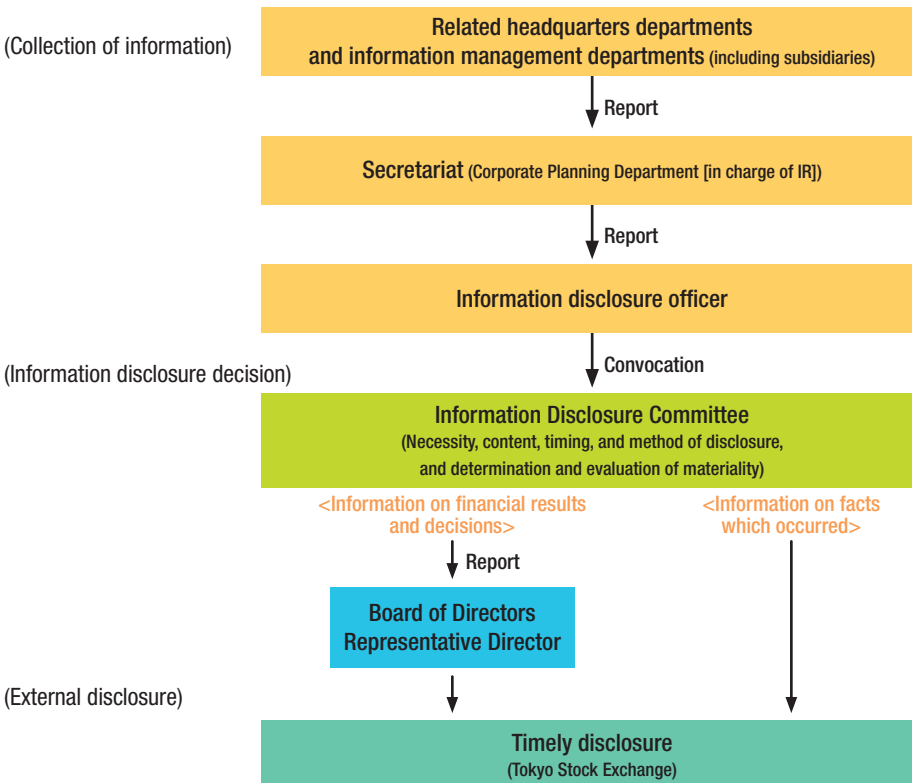 (Collection of information)
Related headquarters departments
and information management departments (including subsidiaries)
Report
Secretariat (Corporate Planning Department [in charge of IR])
Report
Information disclosure officer
Convocation
(Information disclosure decision)
Information Disclosure Committee
(Necessity, content, timing, and method of disclosure,
and determination and evaluation of materiality)
<Information on financial results
and decisions>
<Information on facts
which occurred>
Report
Board of Directors
Representative Director
(External disclosure)
Timely disclosure
(Tokyo Stock Exchange)